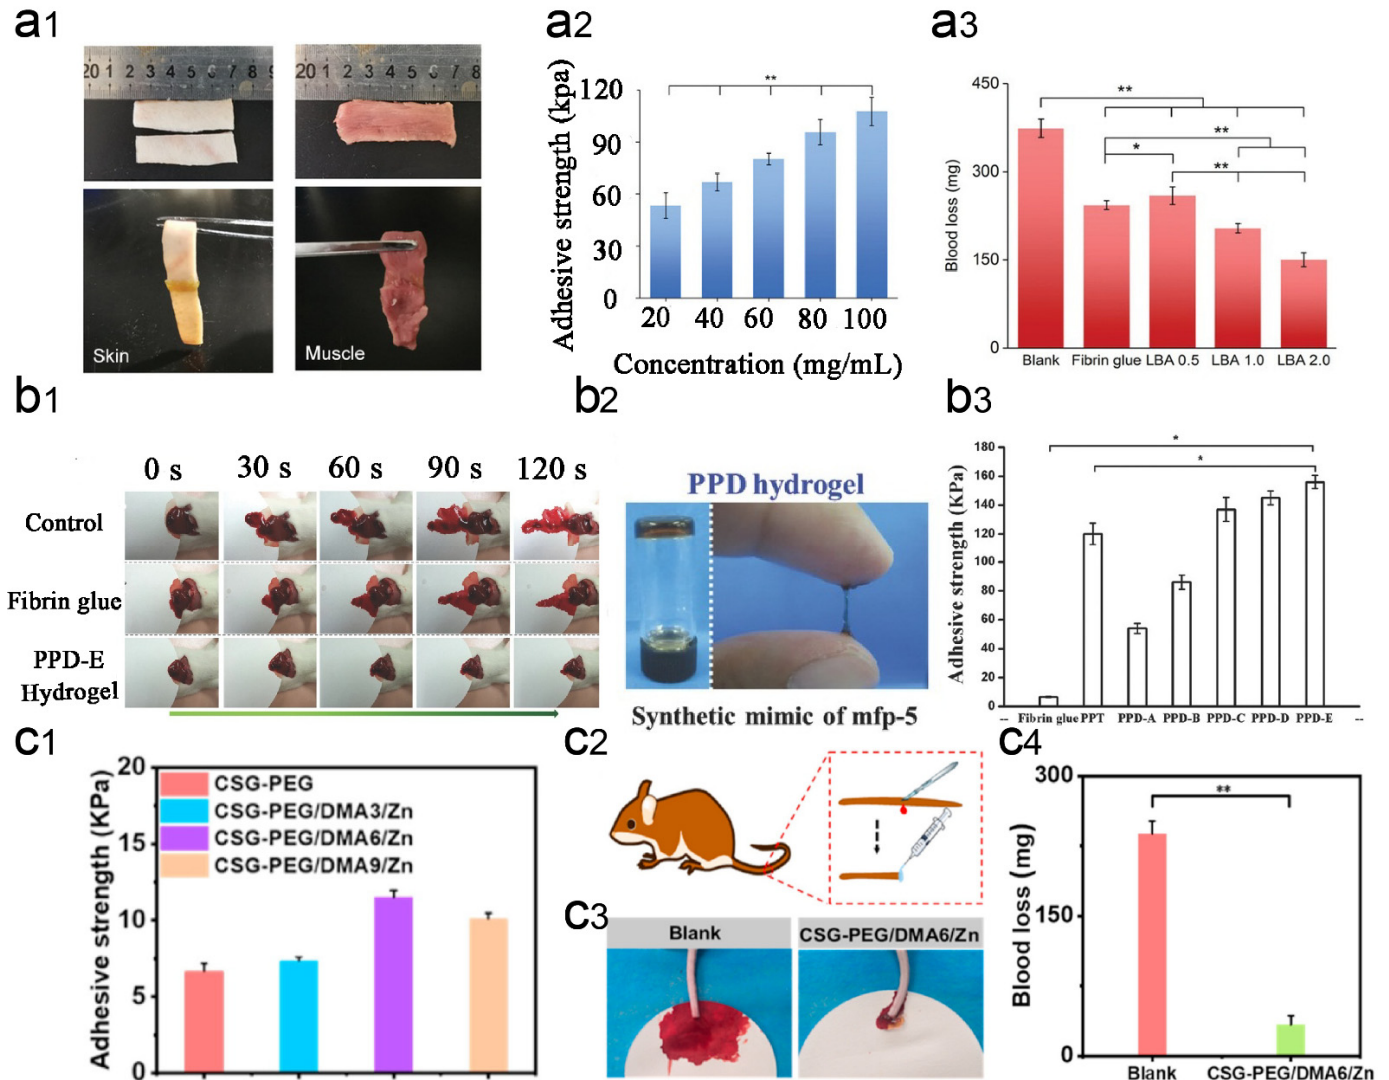 a1
a2
a3
20 1 2 3 4 5 6 7 8 9
20 1 2 3 4 5 6 7 8
Skin
Muscle
Adhesive strength (kpa)
120
90
60
30
0
**
20 40 60 80 100
Concentration (mg/mL)
Blood loss (mg)
450
300
150
0
**
**
*
**
Blank Fibrin glue LBA 0.5 LBA 1.0 LBA 2.0
b1
b2
b3
0 s 30 s 60 s 90 s 120 s
Control
Fibrin glue
PPD-E
Hydrogel
PPD hydrogel
Synthetic mimic of mfp-5
Adhesive strength (KPa)
180
160
140
120
100
80
60
40
20
0
*
*
-- Fibrin glue PPT PPD-A PPD-B PPD-C PPD-D PPD-E --
c1
c2
c3
c4
Adhesive strength (KPa)
20
15
10
5
0
CSG-PEG
CSG-PEG/DMA3/Zn
CSG-PEG/DMA6/Zn
CSG-PEG/DMA9/Zn
Blank
CSG-PEG/DMA6/Zn
Blood loss (mg)
300
150
0
**
Blank CSG-PEG/DMA6/Zn